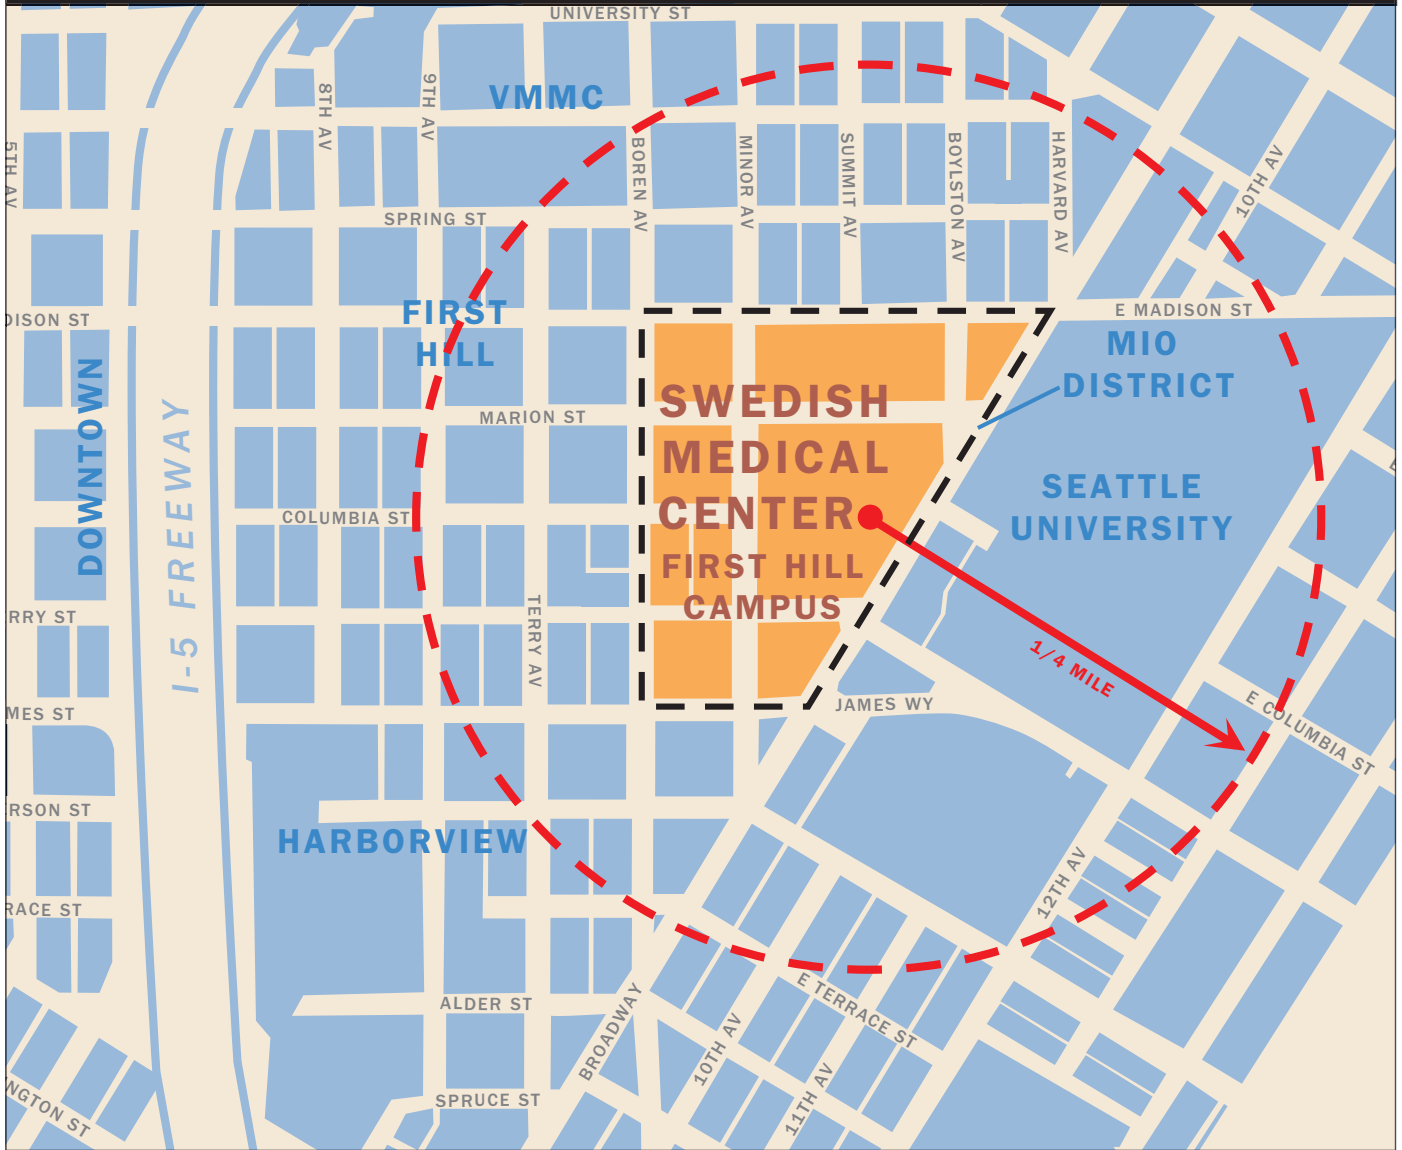 UNIVERSITY ST
8TH AV
9TH AV
VMMC
5TH AV
BOREN AV
MINOR AV
SUMMIT AV
BOYLSTON AV
HARVARD AV
10TH AV
SPRING ST
FIRST
HILL
DISON ST
E MADISON ST
MIO
DISTRICT
DOWNTOWN
I-5 FREEWAY
MARION ST
SWEDISH
MEDICAL
CENTER
FIRST HILL
CAMPUS
SEATTLE
UNIVERSITY
COLUMBIA ST
RRY ST
TERRY AV
1/4 MILE
MES ST
JAMES WY
E COLUMBIA ST
RSON ST
HARBORVIEW
12TH AV
RACE ST
ALDER ST
E TERRACE ST
BROADWAY
10TH AV
11TH AV
SPRUCE ST
NGTON ST